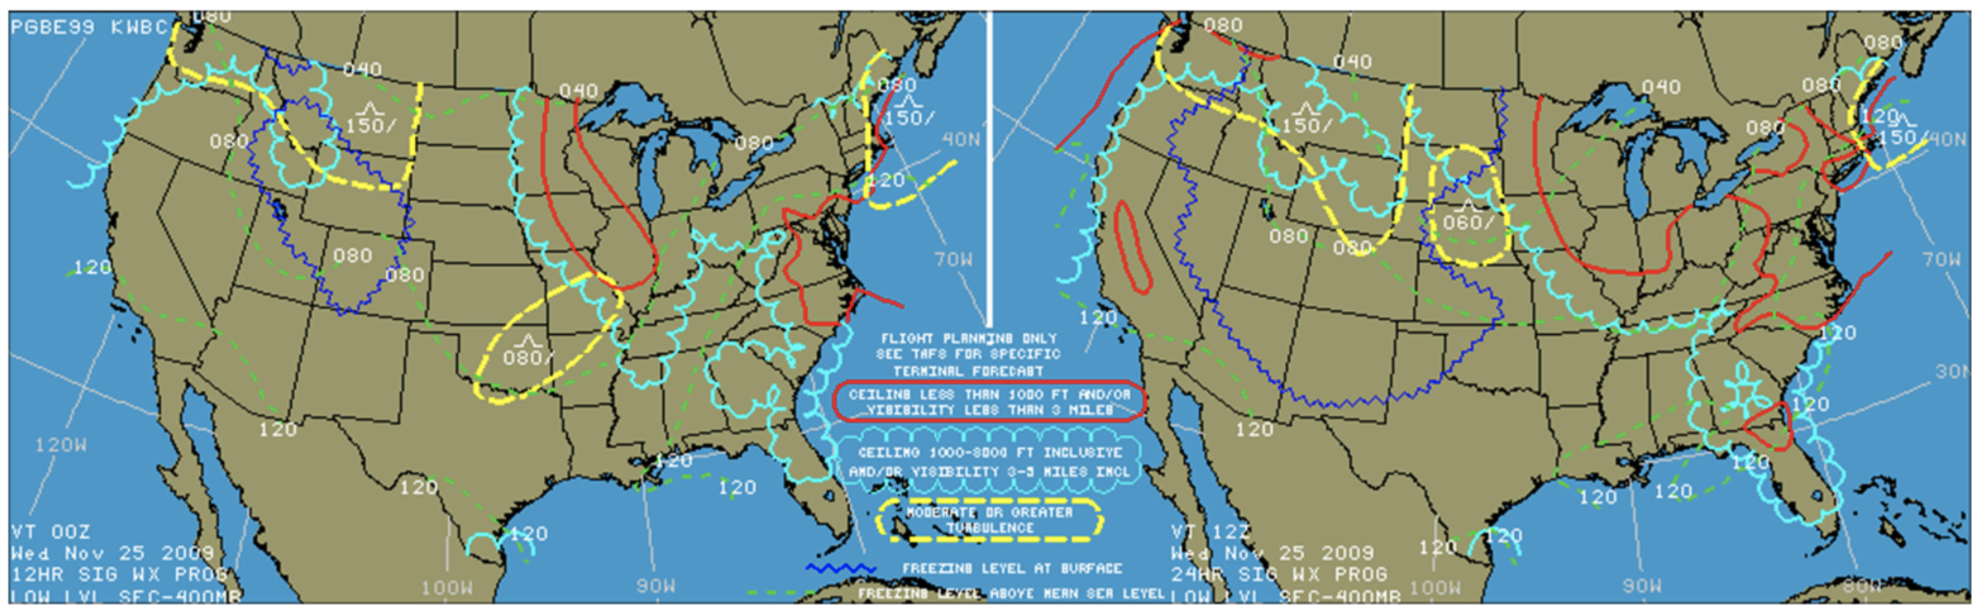 PGBE99 KWBC
080
040
040
150/
080
080
080
150/
40N
120
080
080
120
70W
080/
120
120W
120
120
120
120
VT 00Z
Wed Nov 25 2009
12HR SIG WX PROG
LOW LVL SFC-400MB
100W
90W
FLIGHT PLANNING ONLY
SEE TAFS FOR SPECIFIC
TERMINAL FORECAST
CEILING LESS THAN 1000 FT AND/OR
VISIBILITY LESS THAN 3 MILES
CEILING 1000-3000 FT INCLUSIVE
AND/OR VISIBILITY 3-5 MILES INCL
MODERATE OR GREATER
TURBULENCE
FREEZING LEVEL AT SURFACE
FREEZING LEVEL ABOVE MEAN SEA LEVEL
080
040
040
080
080
150/
080
120
150/
40N
060/
080
080
70W
120
120
30N
120
120
120
120
120
120
120
VT 12Z
Wed Nov 25 2009
24HR SIG WX PROG
LOW LVL SFC-400MB
100W
90W
80W